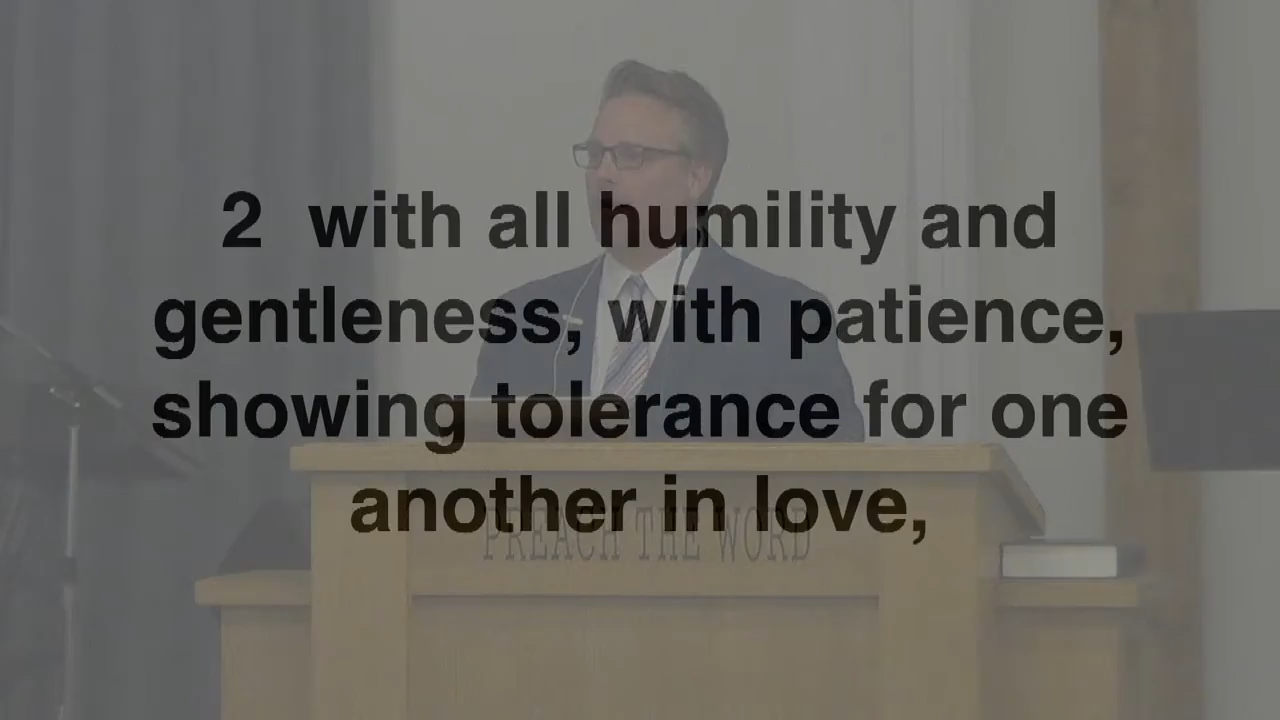 2  with all humility and
gentleness, with patience,
showing tolerance for one
another in love,
PREACH THE WORD